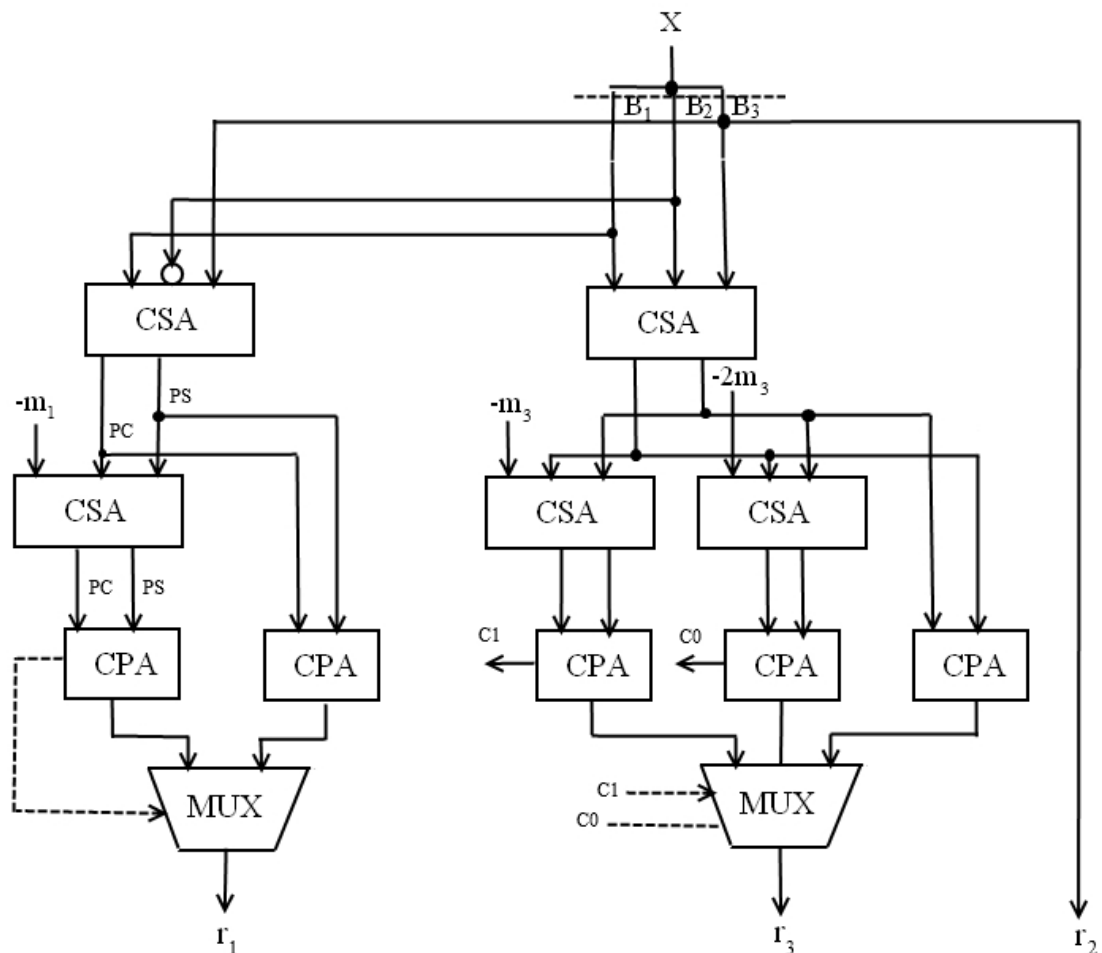 X
B₁ B₂ B₃
CSA CSA
-m₁ PS -m₃ -2m₃
PC
CSA CSA CSA
PC PS
C1 C0
CPA CPA CPA CPA CPA
MUX C1 MUX
C0
r₁ r₃ r₂